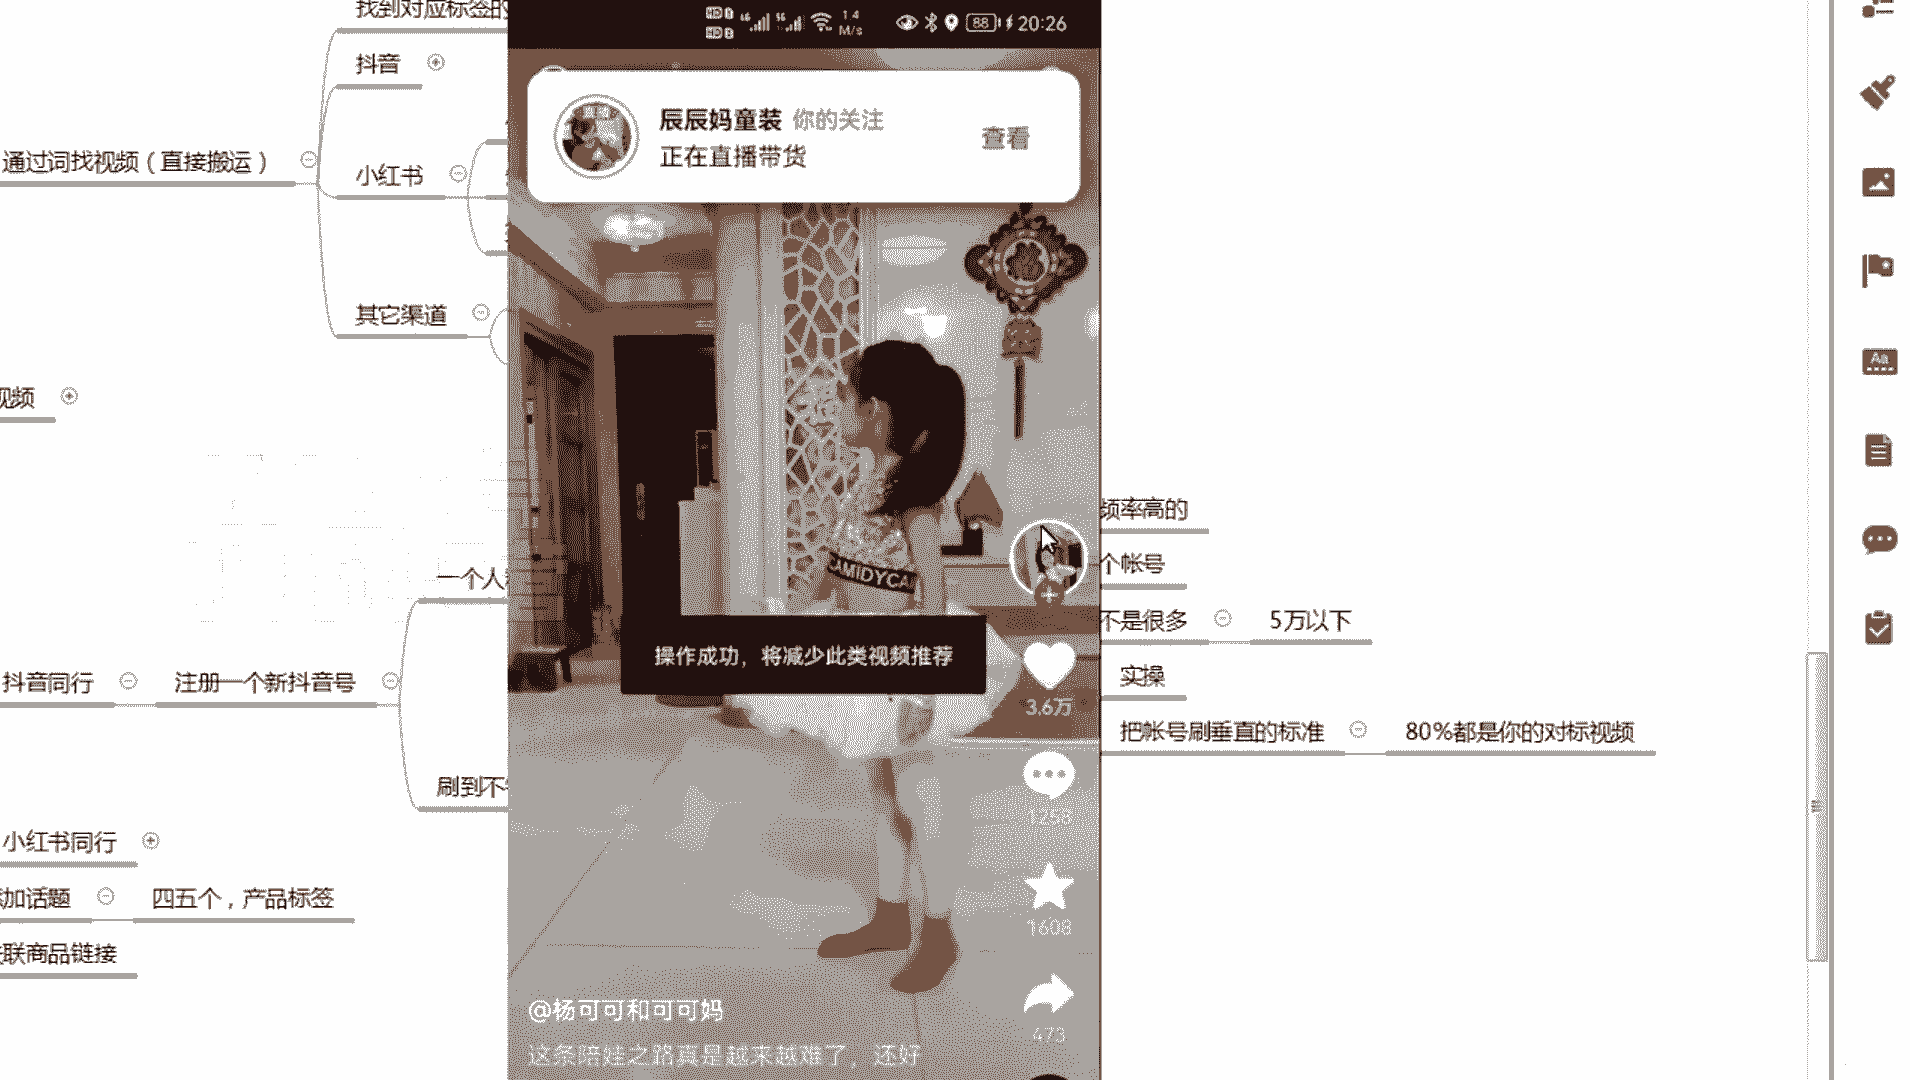 找到对应标签的
抖音
通过词找视频（直接搬运）
小红书
其它渠道
视频
一个人
抖音同行
注册一个新抖音号
刷到不
小红书同行
加话题
四五个，产品标签
联商品链接
1.4
M/s
88
20:26
辰辰妈童装 你的关注
正在直播带货
查看
CAMIDYCA
操作成功，将减少此类视频推荐
3.6万
1258
1608
473
@杨可可和可可妈
这条陪娃之路真是越来越难了，还好
频率高的
个帐号
不是很多
5万以下
实操
把帐号刷垂直的标准
80%都是你的对标视频
Aa